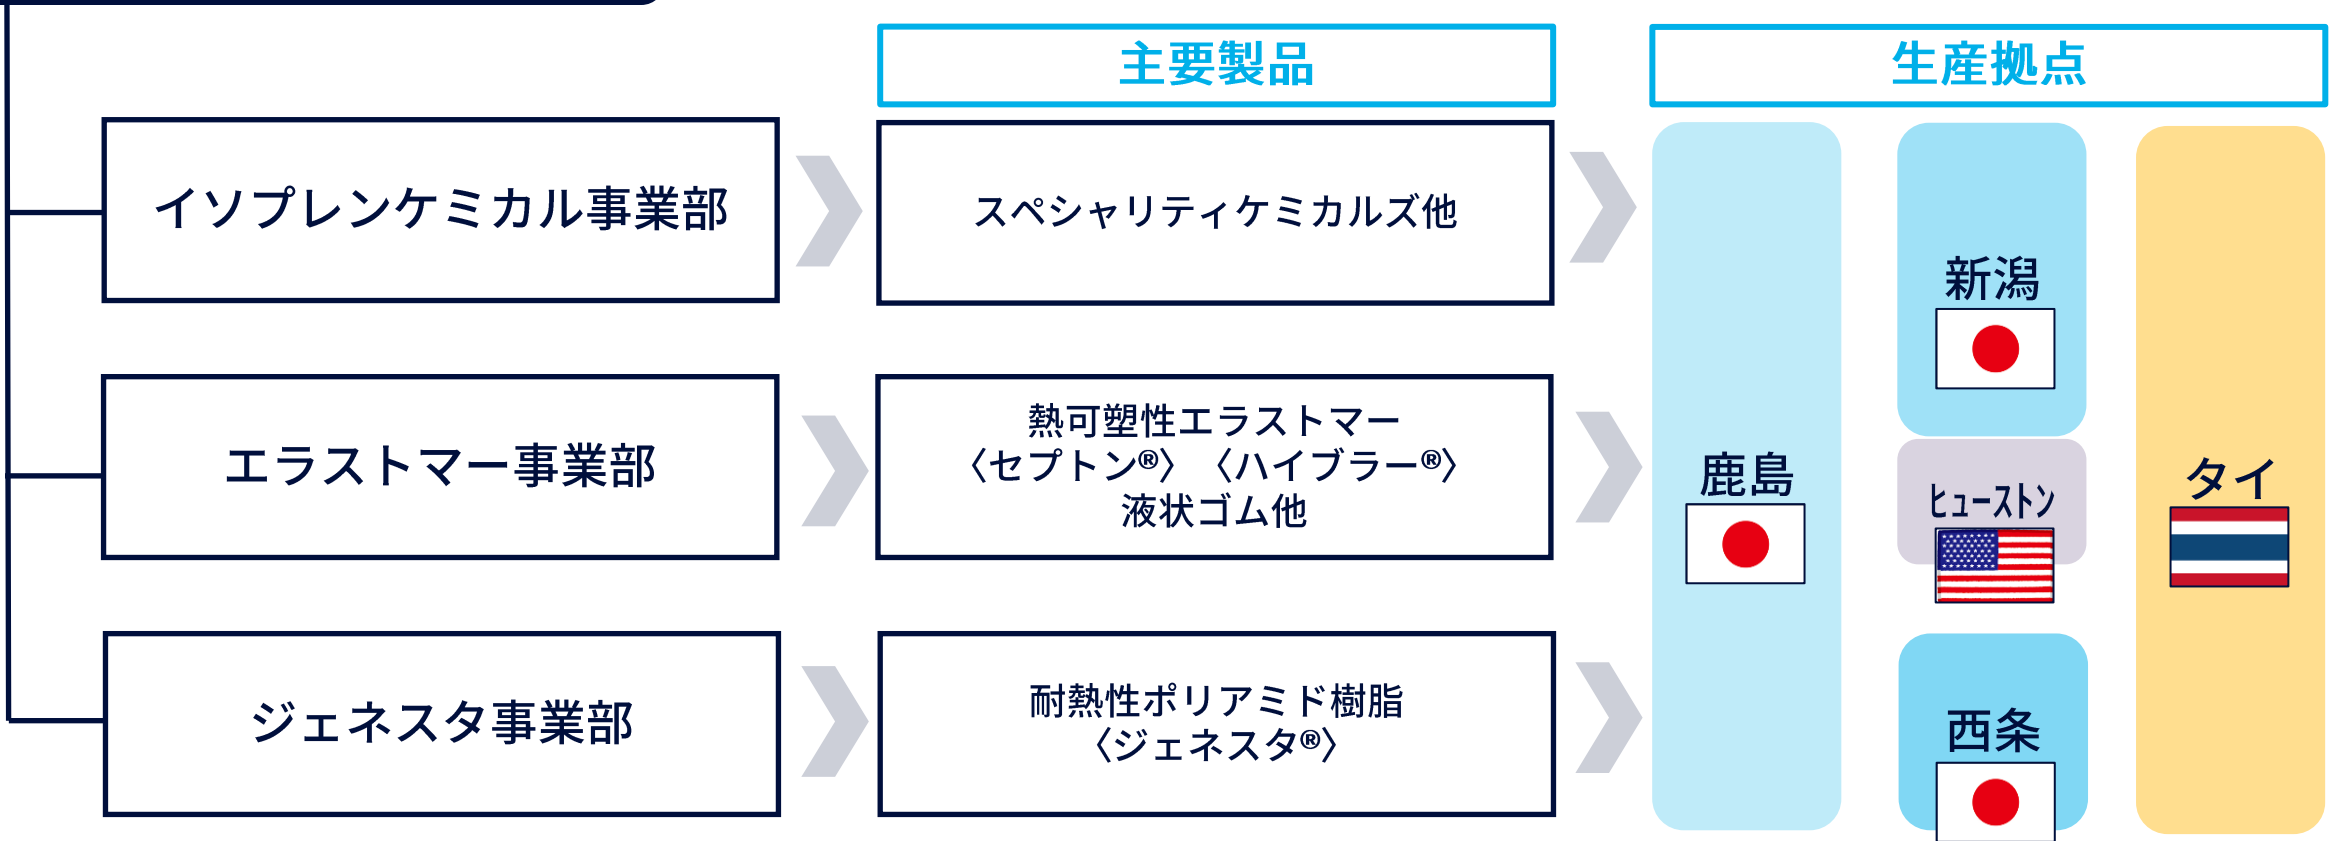 主要製品
生産拠点
イソプレンケミカル事業部
スペシャリティケミカルズ他
エラストマー事業部
熱可塑性エラストマー
〈セプトン®〉〈ハイブラー®〉
液状ゴム他
ジェネスタ事業部
耐熱性ポリアミド樹脂
〈ジェネスタ®〉
鹿島
新潟
ヒューストン
西条
タイ